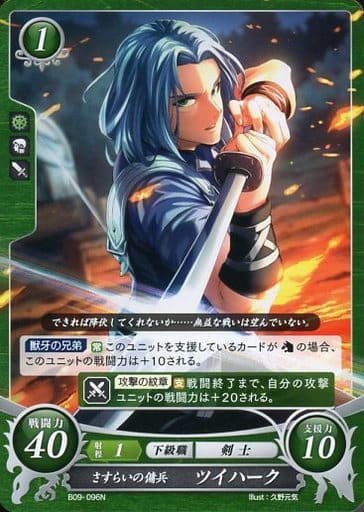 1
できれば降伏してくれないか……無益な戦いは望んでいない。
獣牙の兄弟 常 このユニットを支援しているカードが の場合、
このユニットの戦闘力は+10される。
攻撃の紋章 支 戦闘終了まで、自分の攻撃
ユニットの戦闘力は+20される。
戦闘力
40
射程 1
下級職
剣士
支援力
10
さすらいの傭兵 ツイハーク
B09-096N
Illust:久野元気